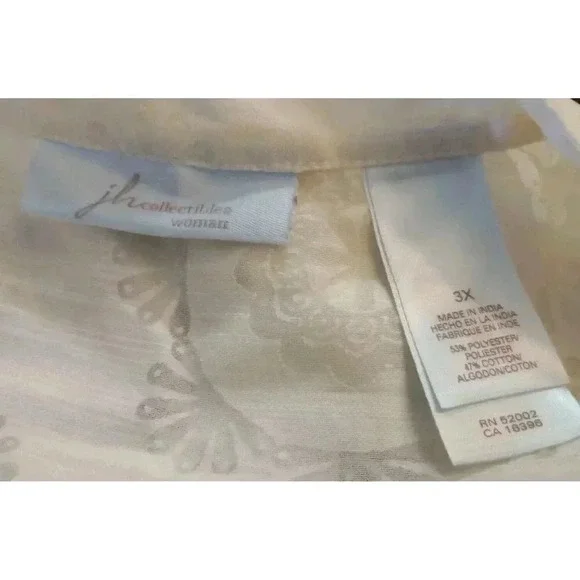 jh collectibles
woman
3X
MADE IN INDIA
HECHO EN LA INDIA
FABRIQUE EN INDE
53% POLYESTER/
POLIESTER
47% COTTON/
ALGODON/COTON
RN 52002
CA 16396